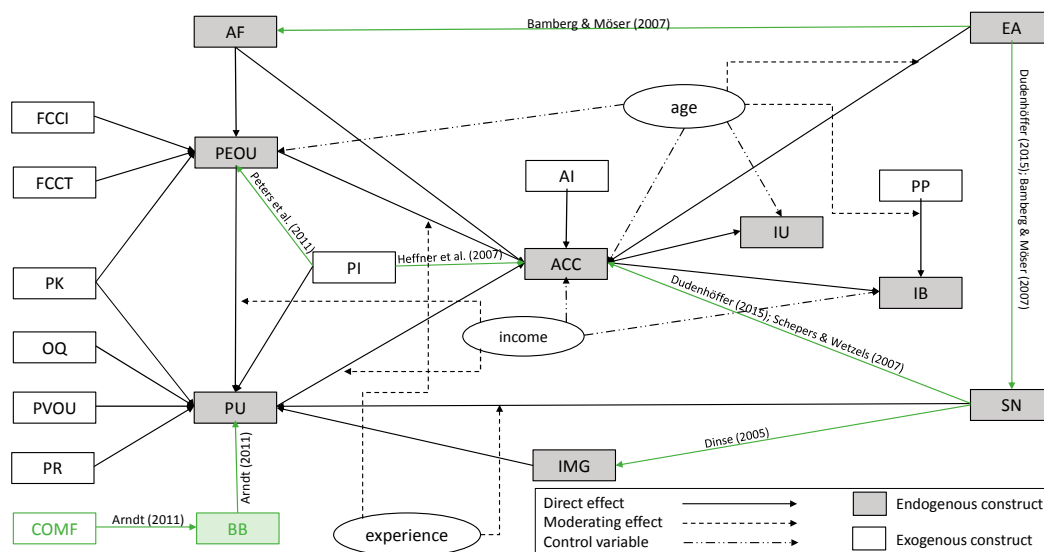 Bamberg & Möser (2007)
AF
EA
age
FCCI
PEOU
FCCT
AI
PP
Peters et al. (2011)
Dudenhöffer (2015); Bamberg & Möser (2007)
IU
PI
Heffner et al. (2007)
ACC
PK
IB
Dudenhöffer (2015); Schepers & Wetzels (2007)
income
OQ
PVOU
PU
SN
Dinse (2005)
Arndt (2011)
PR
IMG
COMF
Arndt (2011)
BB
experience
Direct effect
Moderating effect
Control variable
Endogenous construct
Exogenous construct